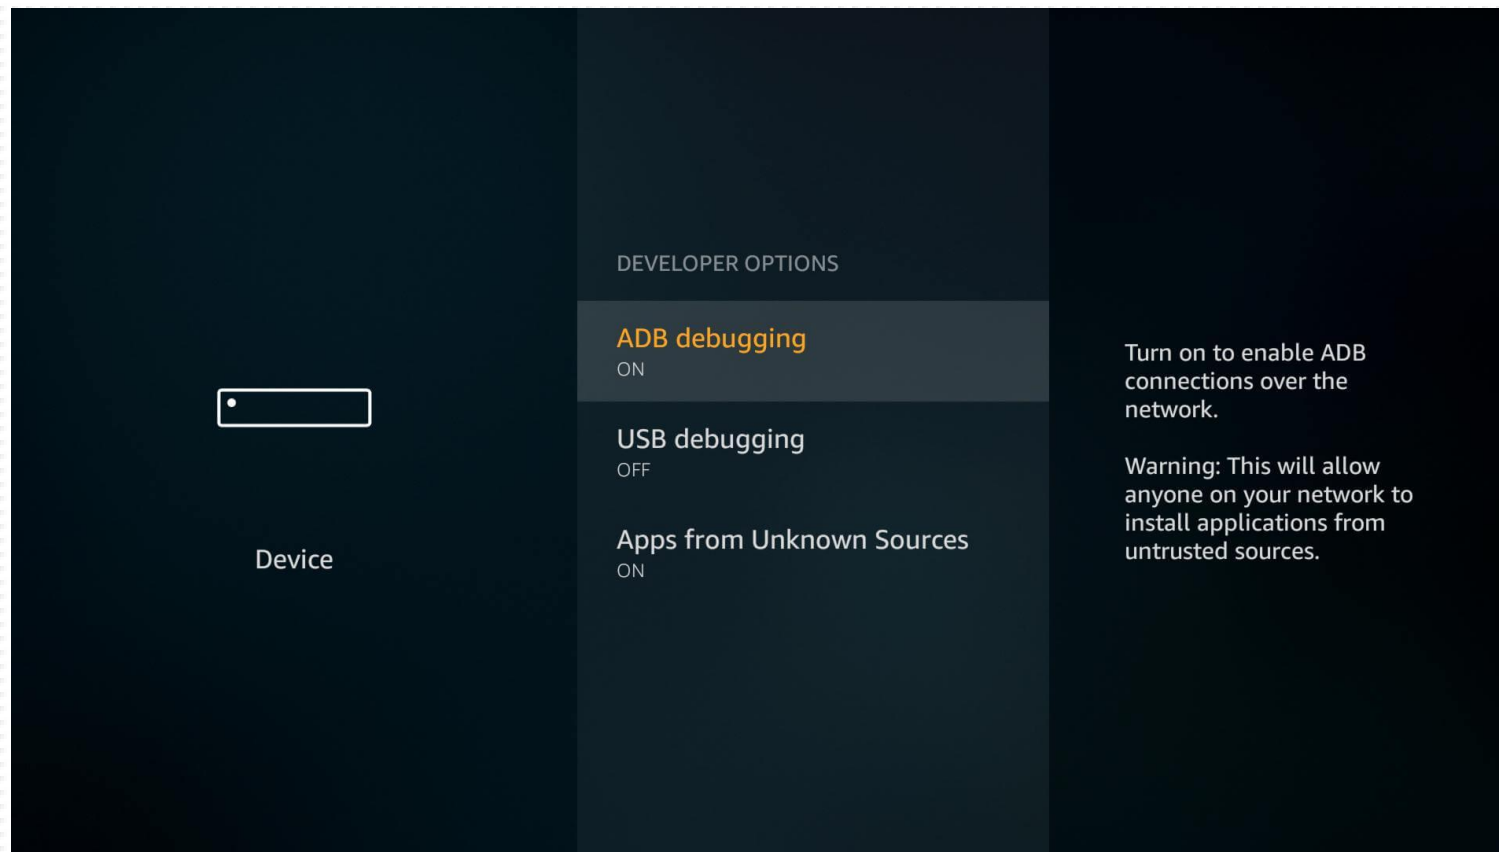 Device
DEVELOPER OPTIONS
ADB debugging
ON
USB debugging
OFF
Apps from Unknown Sources
ON
Turn on to enable ADB
connections over the
network.
Warning: This will allow
anyone on your network to
install applications from
untrusted sources.